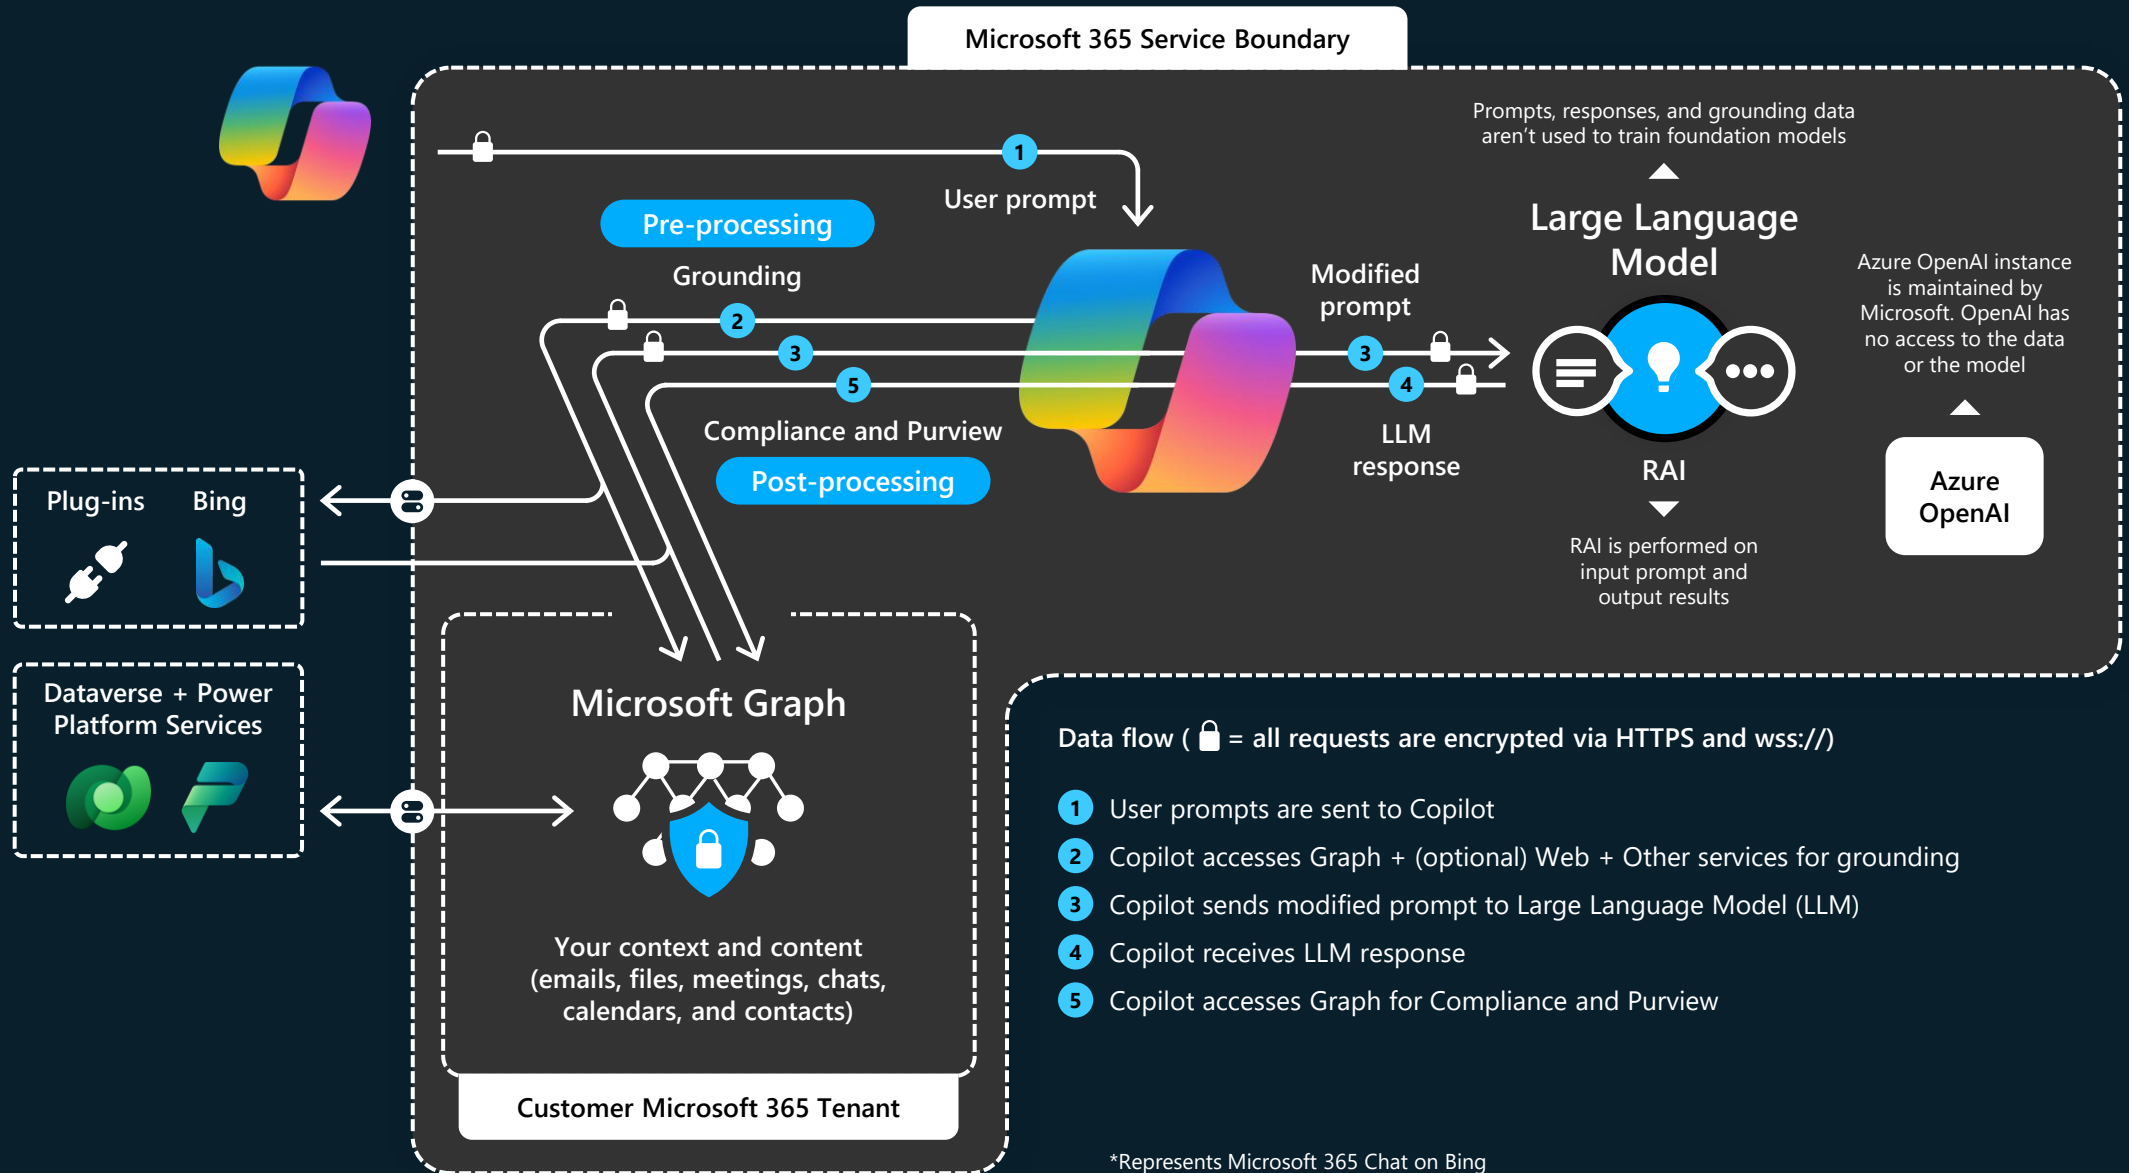 Microsoft 365 Service Boundary
Prompts, responses, and grounding data
aren’t used to train foundation models
1
User prompt
Pre-processing
Grounding
2
3
5
Compliance and Purview
Post-processing
Modified
prompt
3
4
LLM
response
Large Language
Model
RAI
RAI is performed on
input prompt and
output results
Azure OpenAI instance
is maintained by
Microsoft. OpenAI has
no access to the data
or the model
Azure
OpenAI
Plug-ins
Bing
Dataverse + Power
Platform Services
Microsoft Graph
Your context and content
(emails, files, meetings, chats,
calendars, and contacts)
Customer Microsoft 365 Tenant
Data flow ( = all requests are encrypted via HTTPS and wss://)
1 User prompts are sent to Copilot
2 Copilot accesses Graph + (optional) Web + Other services for grounding
3 Copilot sends modified prompt to Large Language Model (LLM)
4 Copilot receives LLM response
5 Copilot accesses Graph for Compliance and Purview
*Represents Microsoft 365 Chat on Bing